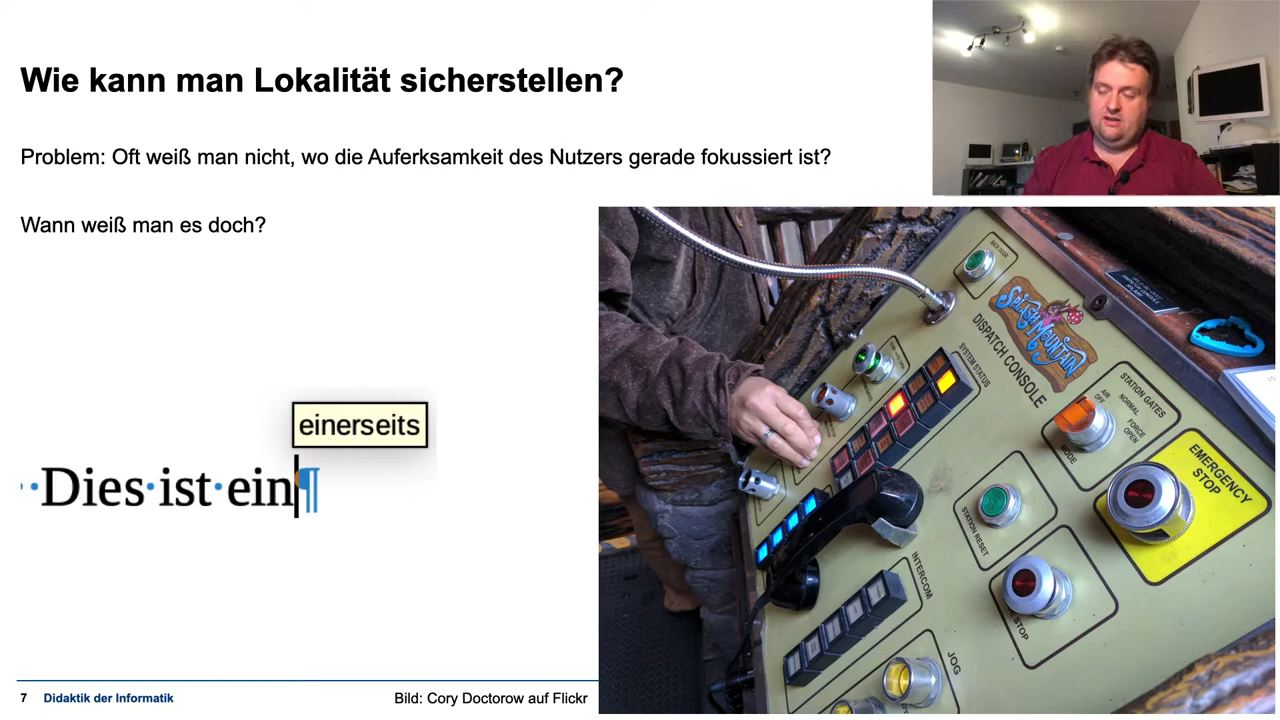 Wie kann man Lokalität sicherstellen?
Problem: Oft weiß man nicht, wo die Auferksamkeit des Nutzers gerade fokussiert ist?
Wann weiß man es doch?
einerseits
··Dies·ist·ein¶
BACK DOOR
SPLASH MOUNTAIN
DISPATCH CONSOLE
SYSTEM STATUS
STATION GATES
AIR OFF
NORMAL
FORCE OPEN
MODE
EMERGENCY
STOP
STATION RESET
STOP
INTERCOM
JOG
7 Didaktik der Informatik
Bild: Cory Doctorow auf Flickr